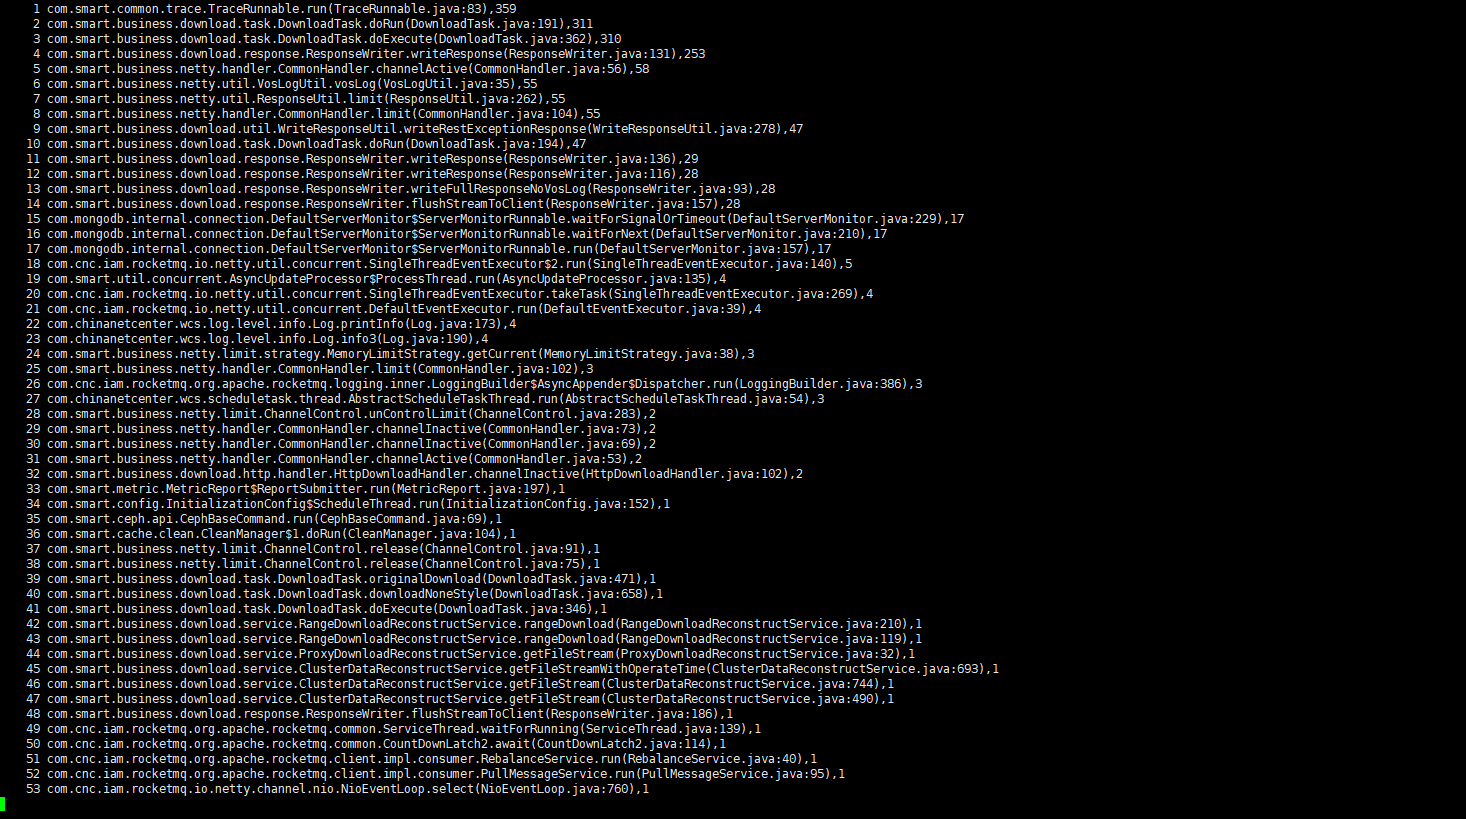 1 com.smart.common.trace.TraceRunnable.run(TraceRunnable.java:83),359
2 com.smart.business.download.task.DownloadTask.doRun(DownloadTask.java:191),311
3 com.smart.business.download.task.DownloadTask.doExecute(DownloadTask.java:362),310
4 com.smart.business.download.response.ResponseWriter.writeResponse(ResponseWriter.java:131),253
5 com.smart.business.netty.handler.CommonHandler.channelActive(CommonHandler.java:56),58
6 com.smart.business.netty.util.VosLogUtil.vosLog(VosLogUtil.java:35),55
7 com.smart.business.netty.util.ResponseUtil.limit(ResponseUtil.java:262),55
8 com.smart.business.netty.handler.CommonHandler.limit(CommonHandler.java:104),55
9 com.smart.business.download.util.WriteResponseUtil.writeRestExceptionResponse(WriteResponseUtil.java:278),47
10 com.smart.business.download.task.DownloadTask.doRun(DownloadTask.java:194),47
11 com.smart.business.download.response.ResponseWriter.writeResponse(ResponseWriter.java:136),29
12 com.smart.business.download.response.ResponseWriter.writeResponse(ResponseWriter.java:116),28
13 com.smart.business.download.response.ResponseWriter.writeFullResponseNoVosLog(ResponseWriter.java:93),28
14 com.smart.business.download.response.ResponseWriter.flushStreamToClient(ResponseWriter.java:157),28
15 com.mongodb.internal.connection.DefaultServerMonitor$ServerMonitorRunnable.waitForSignalOrTimeout(DefaultServerMonitor.java:229),17
16 com.mongodb.internal.connection.DefaultServerMonitor$ServerMonitorRunnable.waitForNext(DefaultServerMonitor.java:210),17
17 com.mongodb.internal.connection.DefaultServerMonitor$ServerMonitorRunnable.run(DefaultServerMonitor.java:157),17
18 com.cnc.iam.rocketmq.io.netty.util.concurrent.SingleThreadEventExecutor$2.run(SingleThreadEventExecutor.java:140),5
19 com.smart.util.concurrent.AsyncUpdateProcessor$ProcessThread.run(AsyncUpdateProcessor.java:135),4
20 com.cnc.iam.rocketmq.io.netty.util.concurrent.SingleThreadEventExecutor.takeTask(SingleThreadEventExecutor.java:269),4
21 com.cnc.iam.rocketmq.io.netty.util.concurrent.DefaultEventExecutor.run(DefaultEventExecutor.java:39),4
22 com.chinanetcenter.wcs.log.level.info.Log.printInfo(Log.java:173),4
23 com.chinanetcenter.wcs.log.level.info.Log.info3(Log.java:190),4
24 com.smart.business.netty.limit.strategy.MemoryLimitStrategy.getCurrent(MemoryLimitStrategy.java:38),3
25 com.smart.business.netty.handler.CommonHandler.limit(CommonHandler.java:102),3
26 com.cnc.iam.rocketmq.org.apache.rocketmq.logging.inner.LoggingBuilder$AsyncAppender$Dispatcher.run(LoggingBuilder.java:386),3
27 com.chinanetcenter.wcs.scheduletask.thread.AbstractScheduleTaskThread.run(AbstractScheduleTaskThread.java:54),3
28 com.smart.business.netty.limit.ChannelControl.unControlLimit(ChannelControl.java:283),2
29 com.smart.business.netty.handler.CommonHandler.channelInactive(CommonHandler.java:73),2
30 com.smart.business.netty.handler.CommonHandler.channelInactive(CommonHandler.java:69),2
31 com.smart.business.netty.handler.CommonHandler.channelActive(CommonHandler.java:53),2
32 com.smart.business.download.http.handler.HttpDownloadHandler.channelInactive(HttpDownloadHandler.java:102),2
33 com.smart.metric.MetricReport$ReportSubmitter.run(MetricReport.java:197),1
34 com.smart.config.InitializationConfig$ScheduleThread.run(InitializationConfig.java:152),1
35 com.smart.ceph.api.CephBaseCommand.run(CephBaseCommand.java:69),1
36 com.smart.cache.clean.CleanManager$1.doRun(CleanManager.java:104),1
37 com.smart.business.netty.limit.ChannelControl.release(ChannelControl.java:91),1
38 com.smart.business.netty.limit.ChannelControl.release(ChannelControl.java:75),1
39 com.smart.business.download.task.DownloadTask.originalDownload(DownloadTask.java:471),1
40 com.smart.business.download.task.DownloadTask.downloadNoneStyle(DownloadTask.java:658),1
41 com.smart.business.download.task.DownloadTask.doExecute(DownloadTask.java:346),1
42 com.smart.business.download.service.RangeDownloadReconstructService.rangeDownload(RangeDownloadReconstructService.java:210),1
43 com.smart.business.download.service.RangeDownloadReconstructService.rangeDownload(RangeDownloadReconstructService.java:119),1
44 com.smart.business.download.service.ProxyDownloadReconstructService.getFileStream(ProxyDownloadReconstructService.java:32),1
45 com.smart.business.download.service.ClusterDataReconstructService.getFileStreamWithOperateTime(ClusterDataReconstructService.java:693),1
46 com.smart.business.download.service.ClusterDataReconstructService.getFileStream(ClusterDataReconstructService.java:744),1
47 com.smart.business.download.service.ClusterDataReconstructService.getFileStream(ClusterDataReconstructService.java:490),1
48 com.smart.business.download.response.ResponseWriter.flushStreamToClient(ResponseWriter.java:186),1
49 com.cnc.iam.rocketmq.org.apache.rocketmq.common.ServiceThread.waitForRunning(ServiceThread.java:139),1
50 com.cnc.iam.rocketmq.org.apache.rocketmq.common.CountDownLatch2.await(CountDownLatch2.java:114),1
51 com.cnc.iam.rocketmq.org.apache.rocketmq.client.impl.consumer.RebalanceService.run(RebalanceService.java:40),1
52 com.cnc.iam.rocketmq.org.apache.rocketmq.client.impl.consumer.PullMessageService.run(PullMessageService.java:95),1
53 com.cnc.iam.rocketmq.io.netty.channel.nio.NioEventLoop.select(NioEventLoop.java:760),1